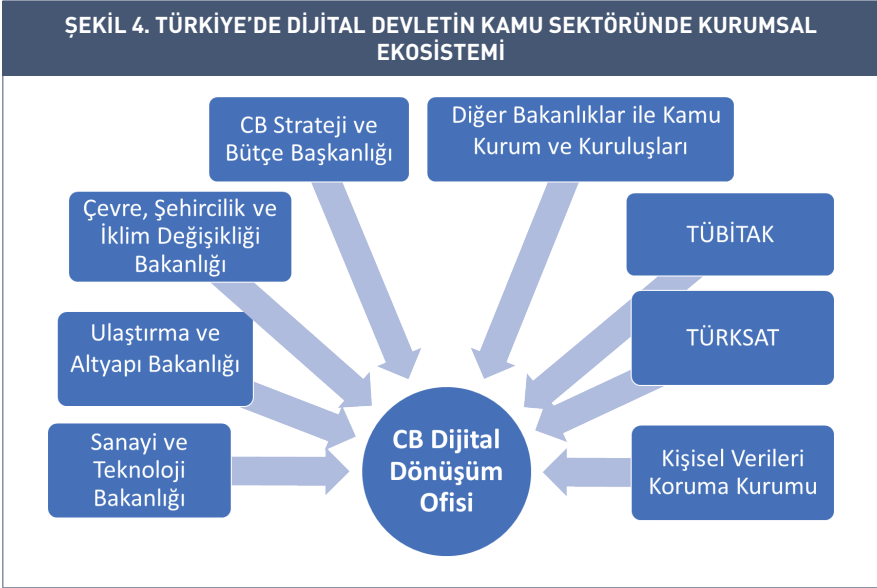 ŞEKİL 4. TÜRKİYE'DE DİJİTAL DEVLETİN KAMU SEKTÖRÜNDE KURUMSAL
EKOSİSTEMİ
CB Strateji ve
Bütçe Başkanlığı
Diğer Bakanlıklar ile Kamu
Kurum ve Kuruluşları
Çevre, Şehircilik ve
İklim Değişikliği
Bakanlığı
TÜBİTAK
Ulaştırma ve
Altyapı Bakanlığı
TÜRKSAT
Sanayi ve
Teknoloji
Bakanlığı
CB Dijital
Dönüşüm
Ofisi
Kişisel Verileri
Koruma Kurumu